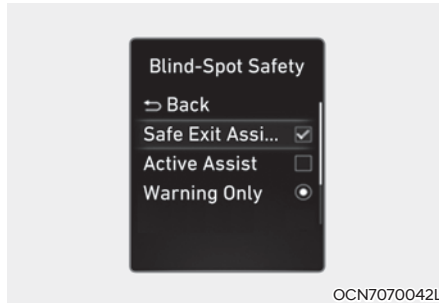 Blind-Spot Safety
Back
Safe Exit Assi...
Active Assist
Warning Only
OCN7070042L